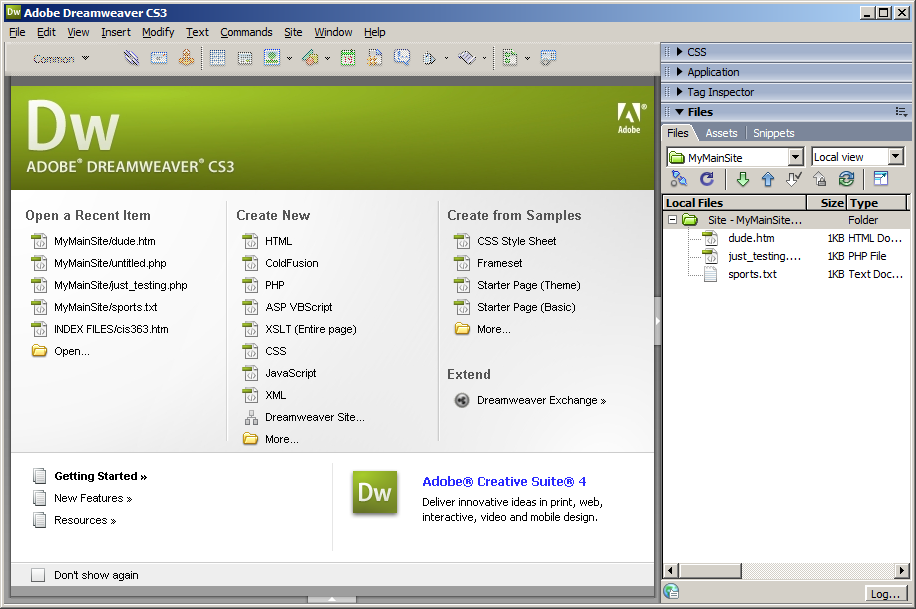 Dw Adobe Dreamweaver CS3
File Edit View Insert Modify Text Commands Site Window Help
Common
Dw
ADOBE® DREAMWEAVER® CS3
Adobe
Open a Recent Item
MyMainSite/dude.htm
MyMainSite/untitled.php
MyMainSite/just_testing.php
MyMainSite/sports.txt
INDEX FILES/cis363.htm
Open...
Create New
HTML
ColdFusion
PHP
ASP VBScript
XSLT (Entire page)
CSS
JavaScript
XML
Dreamweaver Site...
More...
Create from Samples
CSS Style Sheet
Frameset
Starter Page (Theme)
Starter Page (Basic)
More...
Extend
Dreamweaver Exchange »
Getting Started »
New Features »
Resources »
Dw
Adobe® Creative Suite® 4
Deliver innovative ideas in print, web,
interactive, video and mobile design.
Don't show again
CSS
Application
Tag Inspector
Files
Files Assets Snippets
MyMainSite Local view
Local Files Size Type
Site - MyMainSite... Folder
dude.htm 1KB HTML Do...
just_testing.... 1KB PHP File
sports.txt 1KB Text Doc...
Log...